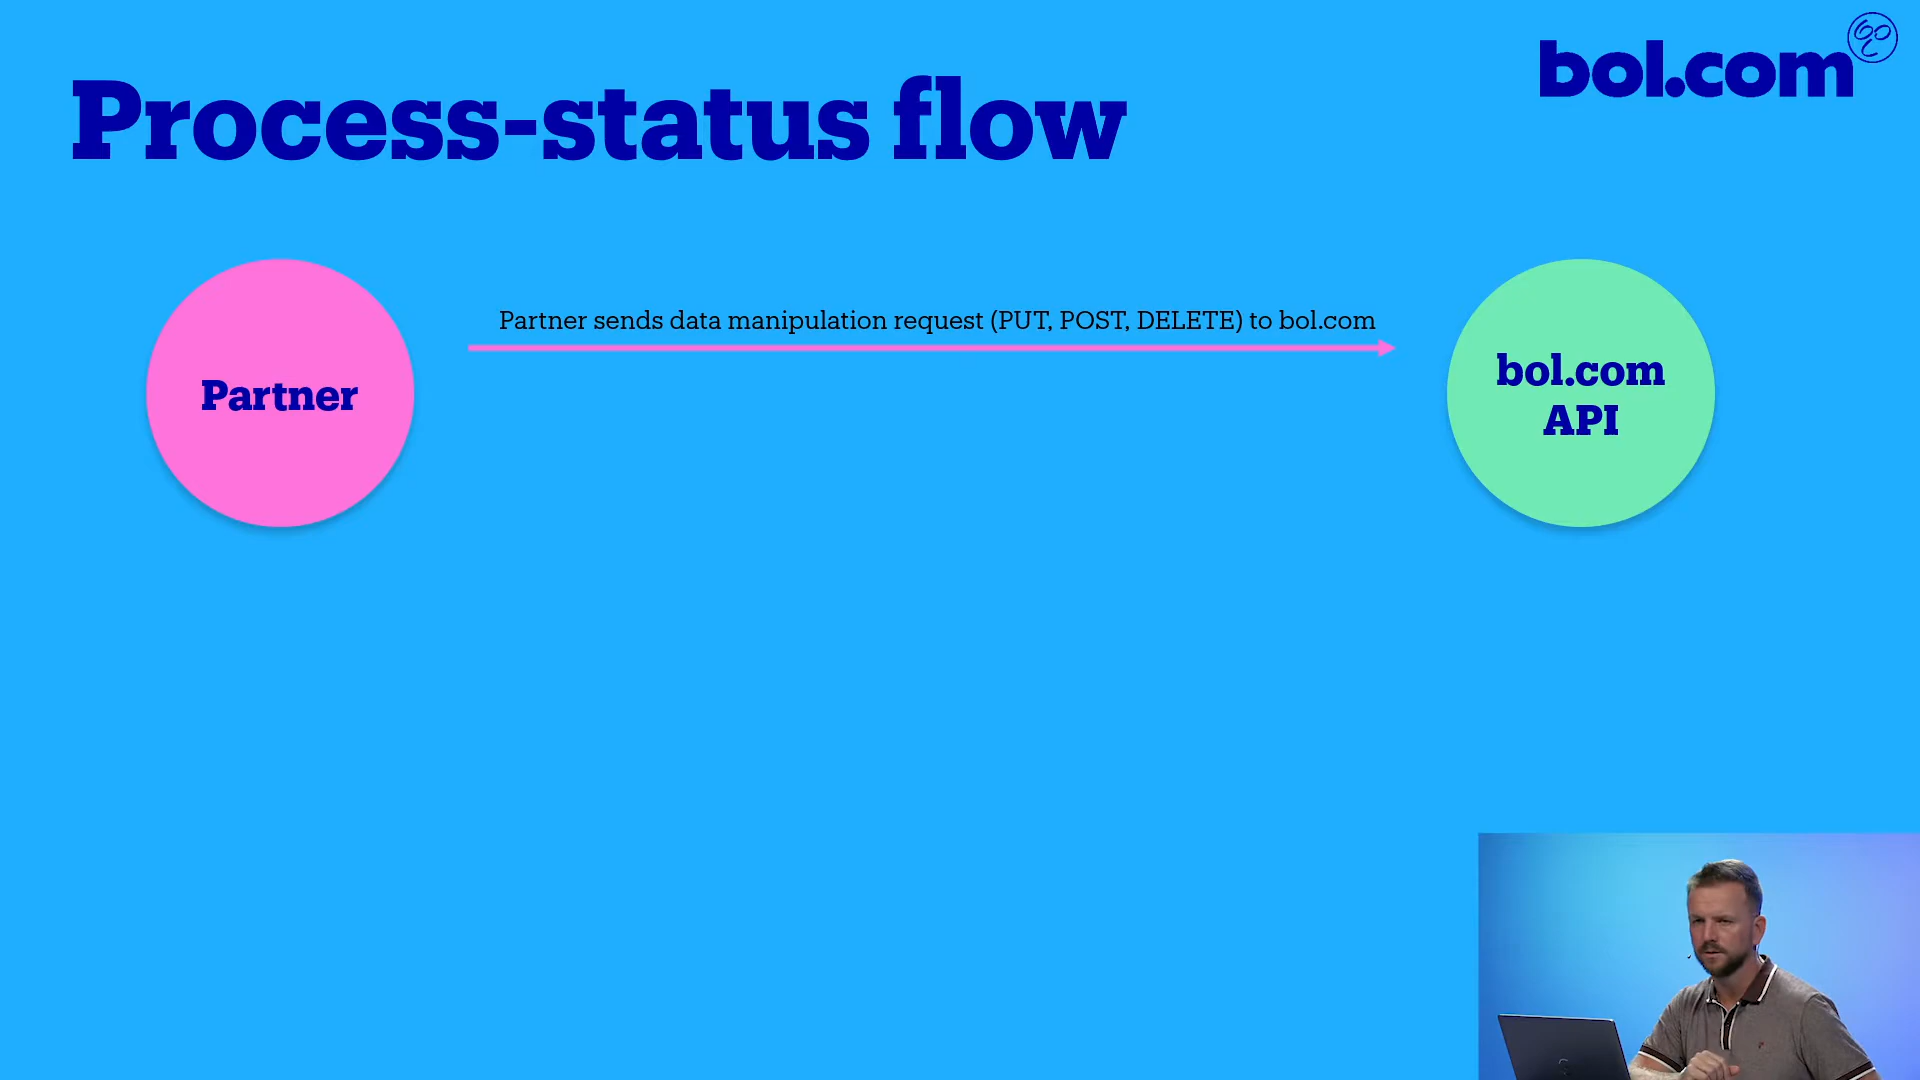 bol.com
Process-status flow
Partner sends data manipulation request (PUT, POST, DELETE) to bol.com
Partner
bol.com
API